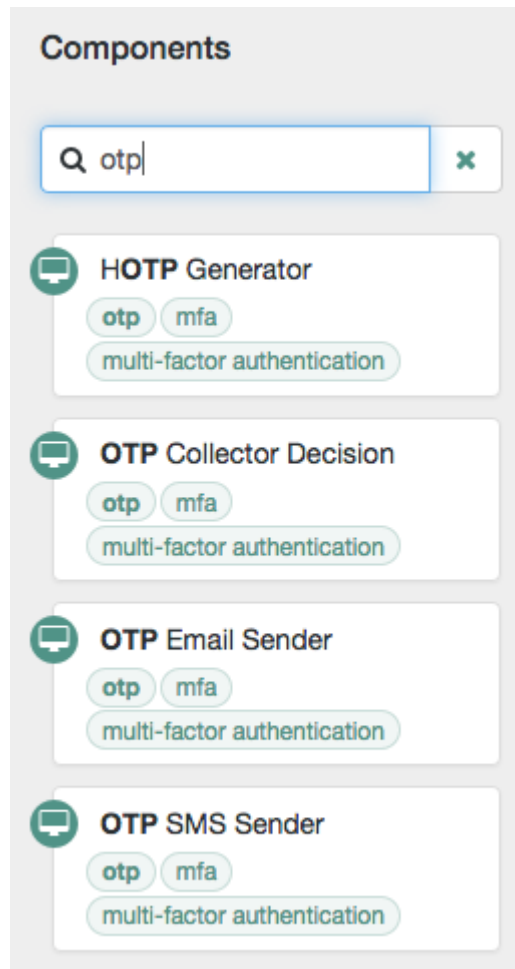 Components
otp
HOTP Generator
otp mfa
multi-factor authentication
OTP Collector Decision
otp mfa
multi-factor authentication
OTP Email Sender
otp mfa
multi-factor authentication
OTP SMS Sender
otp mfa
multi-factor authentication